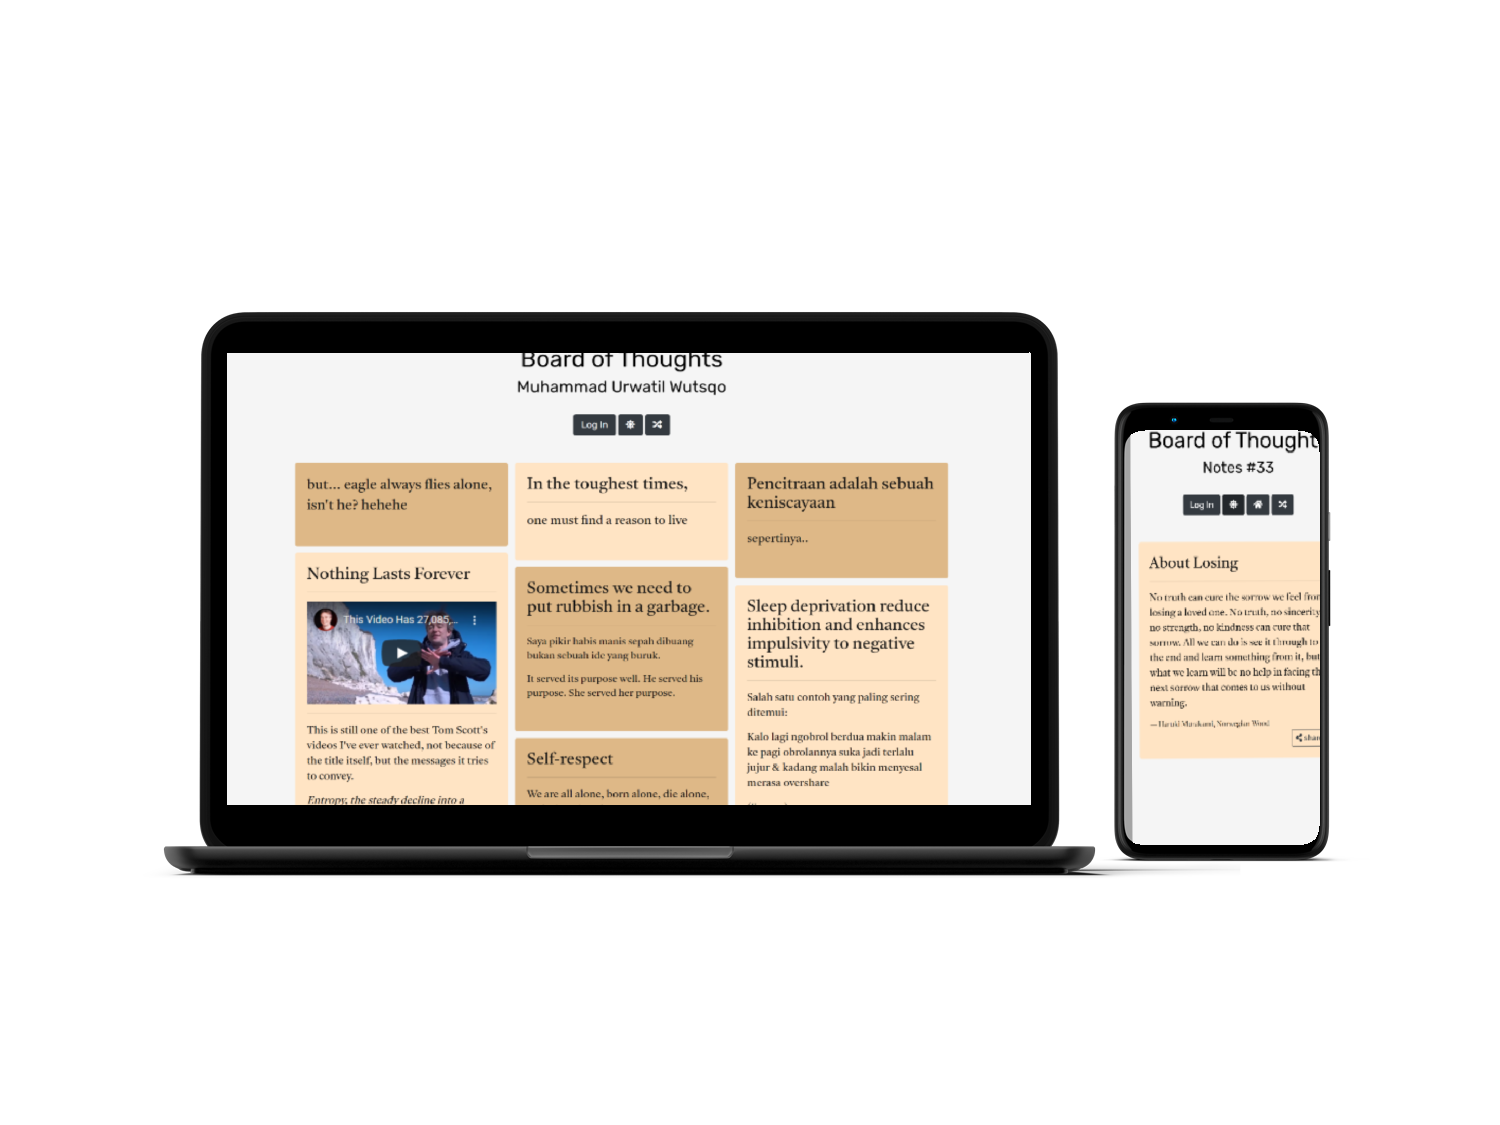 Board of Thoughts
Muhammad Urwatil Wutsqo
Log In
but... eagle always flies alone,
isn't he? hehehe
Nothing Lasts Forever
This Video Has 27,085,...
This is still one of the best Tom Scott's
videos I've ever watched, not because of
the title itself, but the messages it tries
to convey.
Entropy, the steady decline into a
In the toughest times,
one must find a reason to live
Sometimes we need to
put rubbish in a garbage.
Saya pikir habis manis sepah dibuang
bukan sebuah ide yang buruk.
It served its purpose well. He served his
purpose. She served her purpose.
Self-respect
We are all alone, born alone, die alone,
Pencitraan adalah sebuah
keniscayaan
sepertinya..
Sleep deprivation reduce
inhibition and enhances
impulsivity to negative
stimuli.
Salah satu contoh yang paling sering
ditemui:
Kalo lagi ngobrol berdua makin malam
ke pagi obrolannya suka jadi terlalu
jujur & kadang malah bikin menyesal
merasa overshare
Board of Thought
Notes #33
Log In
About Losing
No truth can cure the sorrow we feel from
losing a loved one. No truth, no sincerity
no strength, no kindness can cure that
sorrow. All we can do is see it through to
the end and learn something from it, but
what we learn will be no help in facing th
next sorrow that comes to us without
warning.
— Haruki Murakami, Norwegian Wood
shar